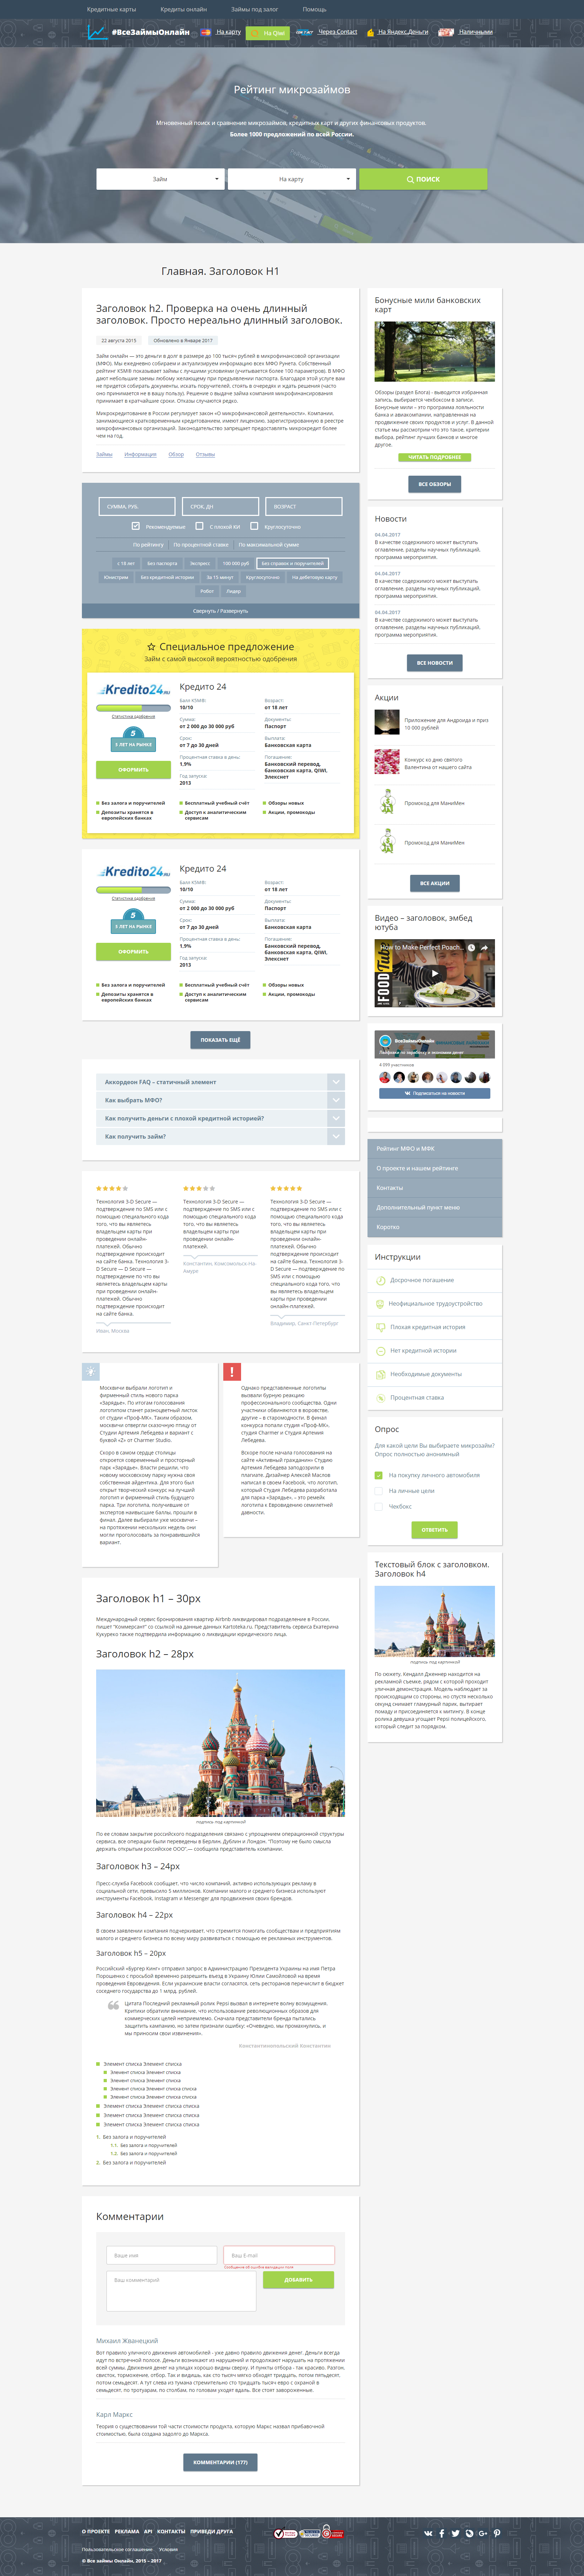 Кредитные карты
Кредиты онлайн
Займы под залог
Помощь
#ВсеЗаймыОнлайн
На карту
На Qiwi
Через Contact
На Яндекс.Деньги
Наличными
Рейтинг микрозаймов
Мгновенный поиск и сравнение микрозаймов, кредитных карт и других финансовых продуктов.
Более 1000 предложений по всей России.
Займ
На карту
ПОИСК
Главная. Заголовок H1
Заголовок h2. Проверка на очень длинный
заголовок. Просто нереально длинный заголовок.
22 августа 2015
Обновлено в Январе 2017
Займ онлайн — это деньги в долг в размере до 100 тысяч рублей в микрофинансовой организации
(МФО). Мы ежедневно собираем и актуализируем информацию всех МФО Рунета. Собственный
рейтинг K5M8 показывает займы с лучшими условиями (учитывается более 100 параметров). В МФО
дают небольшие заемы любому желающему при предъявлении паспорта. Благодаря этой услуге вам
не придется собирать документы, искать поручителей, стоять в очередях и ждать решения (часто
оно принимается не в вашу пользу). Решение о выдаче займа микрофинансовой организацией
принимает в кратчайшие сроки. Отказы случаются редко.
Микрокредитование в России регулирует закон «О микрофинансовой деятельности». Компании,
занимающиеся краткосрочным кредитованием, имеют лицензию, зарегистрированы в реестре
микрофинансовых организаций. Законодательство запрещает предоставлять микрокредит более
чем на год.
Займы
Информация
Обзор
Отзывы
СУММА, РУБ.
СРОК, ДН
ВОЗРАСТ
Рекомендуемые
С плохой КИ
Круглосуточно
По рейтингу
По процентной ставке
По максимальной сумме
с 18 лет
Без паспорта
Экспресс
100 000 руб
Без справок и поручителей
Юнистрим
Без кредитной истории
За 15 минут
Круглосуточно
На дебетовую карту
Робот
Лидер
Свернуть / Развернуть
Специальное предложение
Займ с самой высокой вероятностью одобрения
Kredito24.RU
Статистика одобрения
5
5 ЛЕТ НА РЫНКЕ
ОФОРМИТЬ
Кредито 24
Балл K5M8:
10/10
Сумма:
от 2 000 до 30 000 руб
Срок:
от 7 до 30 дней
Процентная ставка в день:
1.9%
Год запуска:
2013
Возраст:
от 18 лет
Документы:
Паспорт
Выплата:
Банковская карта
Погашение:
Банковский перевод,
банковская карта, QIWI,
Элекснет
Без залога и поручителей
Бесплатный учебный счёт
Обзоры новых
Депозиты хранятся в
европейских банках
Доступ к аналитическим
сервисам
Акции, промокоды
Kredito24.RU
Статистика одобрения
5
5 ЛЕТ НА РЫНКЕ
ОФОРМИТЬ
Кредито 24
Балл K5M8:
10/10
Сумма:
от 2 000 до 30 000 руб
Срок:
от 7 до 30 дней
Процентная ставка в день:
1.9%
Год запуска:
2013
Возраст:
от 18 лет
Документы:
Паспорт
Выплата:
Банковская карта
Погашение:
Банковский перевод,
банковская карта, QIWI,
Элекснет
Без залога и поручителей
Бесплатный учебный счёт
Обзоры новых
Депозиты хранятся в
европейских банках
Доступ к аналитическим
сервисам
Акции, промокоды
ПОКАЗАТЬ ЕЩЁ
Аккордеон FAQ – статичный элемент
Как выбрать МФО?
Как получить деньги с плохой кредитной историей?
Как получить займ?
Технология 3-D Secure —
подтверждение по SMS или с
помощью специального кода
того, что вы являетесь
владельцем карты при
проведении онлайн-
платежей. Обычно
подтверждение происходит
на сайте банка. Технология 3-
D Secure — D Secure —
подтверждение по что вы
являетесь владельцем карты
при проведении онлайн-
платежей. Обычно
подтверждение происходит
на сайте банка.
Иван, Москва
Технология 3-D Secure —
подтверждение по SMS или с
помощью специального кода
того, что вы являетесь
владельцем карты при
проведении онлайн-
платежей.
Константин, Комсомольск-На-
Амуре
Технология 3-D Secure —
подтверждение по SMS или с
помощью специального кода
того, что вы являетесь
владельцем карты при
проведении онлайн-
платежей. Обычно
подтверждение происходит
на сайте банка. Технология 3-
D Secure — подтверждение по
SMS или с помощью
специального кода того, что
вы являетесь владельцем
карты при проведении
онлайн-платежей.
Владимир, Санкт-Петербург
Москвичи выбрали логотип и
фирменный стиль нового парка
«Зарядье». По итогам голосования
логотипом станет разноцветный листок
от студии «Проф-МК». Таким образом,
москвичи отвергли сказочную птицу от
Студии Артемия Лебедева и вариант с
буквой «Z» от Charmer Studio.
Скоро в самом сердце столицы
откроется современный и просторный
парк «Зарядье». Власти решили, что
новому московскому парку нужна своя
собственная айдентика. Для этого был
открыт творческий конкурс на лучший
логотип и фирменный стиль будущего
парка. Три логотипа, получившие от
экспертов наивысшие баллы, прошли в
финал. Далее выбирали уже москвичи –
на протяжении нескольких недель они
могли проголосовать за понравившийся
вариант.
Однако представленные логотипы
вызвали бурную реакцию
профессионального сообщества. Одни
участники обвиняются в воровстве,
другие – в старомодности. В финал
конкурса попали студия «Проф-МК»,
студия Charmer и Студия Артемия
Лебедева.
Вскоре после начала голосования на
сайте «Активный гражданин» Студию
Артемия Лебедева заподозрили в
плагиате. Дизайнер Алексей Маслов
написал в своем Facebook, что логотип,
который Студия Лебедева разработала
для парка «Зарядье», – это ремейк
логотипа к Евровидению семилетней
давности.
Заголовок h1 – 30px
Международный сервис бронирования квартир Airbnb ликвидировал подразделение в России,
пишет "Коммерсант" со ссылкой на данные данных Kartoteka.ru. Представитель сервиса Екатерина
Кукуреко также подтвердила информацию о ликвидации юридического лица.
Заголовок h2 – 28px
подпись под картинкой
По ее словам закрытие российского подразделения связано с упрощением операционной структуры
сервиса, все операции были переведены в Берлин, Дублин и Лондон. "Поэтому не было смысла
держать открытым российское ООО",— сообщила представитель компании.
Заголовок h3 – 24px
Пресс-служба Facebook сообщает, что число компаний, активно использующих рекламу в
социальной сети, превысило 5 миллионов. Компании малого и среднего бизнеса используют
инструменты Facebook, Instagram и Messenger для продвижения своих брендов.
Заголовок h4 – 22px
В своем заявлении компания подчеркивает, что стремится помогать сообществам и предприятиям
малого и среднего бизнеса по всему миру развиваться с помощью ее рекламных инструментов.
Заголовок h5 – 20px
Российский «Бургер Кинг» отправил запрос в Администрацию Президента Украины на имя Петра
Порошенко с просьбой временно разрешить въезд в Украину Юлии Самойловой на время
проведения Евровидения. Если украинские власти согласятся, сеть ресторанов перечислит в бюджет
соседнего государства до 1 млрд. рублей.
Цитата Последний рекламный ролик Pepsi вызвал в интернете волну возмущения.
Критики обратили внимание, что использование революционных образов для
коммерческих целей неприемлемо. Сначала представители бренда пытались
защитить кампанию, но затем признали ошибку: «Очевидно, мы промахнулись, и
мы приносим свои извинения».
Константинопольский Константин
Элемент списка Элемент списка
Элемент списка Элемент списка
Элемент списка Элемент списка
Элемент списка Элемент списка списка
Элемент списка Элемент списка списка
Элемент списка Элемент списка списка
Элемент списка Элемент списка списка
Элемент списка Элемент списка списка
1. Без залога и поручителей
1.1. Без залога и поручителей
1.2. Без залога и поручителей
2. Без залога и поручителей
Комментарии
Ваше имя
Ваш E-mail
Сообщение об ошибке валидации поля
Ваш комментарий
ДОБАВИТЬ
Михаил Жванецкий
Вот правило уличного движения автомобилей - уже давно правило движения денег. Деньги всегда
идут по встречной полосе. Деньги возникают из нарушений и продолжают нарушать на протяжении
всей суммы. Движения денег на улицах хорошо видны сверху. И пункты отбора - так красиво. Разгон,
свисток, торможение, отбор. Так и видишь, как сто тысяч мягко обходят тридцать, потом пятьдесят,
потом семьдесят. А тут слева из тумана стремительно сто тридцать тысяч евро с охраной в
семьдесят, по тротуарам, по столбам, по головам уходят вдаль. Все стоят завороженные.
Карл Маркс
Теория о существовании той части стоимости продукта, которую Маркс назвал прибавочной
стоимостью, была создана задолго до Маркса.
КОММЕНТАРИИ (177)
Бонусные мили банковских
карт
Обзоры (раздел Блога) - выводится избранная
запись, выбирается чекбоксом в записи.
Бонусные мили – это программа лояльности
банка и авиакомпании, направленная на
продвижение своих продуктов и услуг. В данной
статье мы рассмотрим что это такое, критерии
выбора, рейтинг лучших банков и многое
другое.
ЧИТАТЬ ПОДРОБНЕЕ
ВСЕ ОБЗОРЫ
Новости
04.04.2017
В качестве содержимого может выступать
оглавление, разделы научных публикаций,
программа мероприятия.
04.04.2017
В качестве содержимого может выступать
оглавление, разделы научных публикаций,
программа мероприятия.
04.04.2017
В качестве содержимого может выступать
оглавление, разделы научных публикаций,
программа мероприятия.
ВСЕ НОВОСТИ
Акции
Приложение для Андроида и приз
10 000 рублей
Конкурс ко дню святого
Валентина от нашего сайта
Промокод для МаниМен
Промокод для МаниМен
ВСЕ АКЦИИ
Видео – заголовок, эмбед
ютуба
How to Make Perfect Poach...
FOOD Tube
ВсеЗаймыОнлайн
4 099 участников
Подписаться на новости
Рейтинг МФО и МФК
О проекте и нашем рейтинге
Контакты
Дополнительный пункт меню
Коротко
Инструкции
Досрочное погашение
Неофициальное трудоустройство
Плохая кредитная история
Нет кредитной истории
Необходимые документы
Процентная ставка
Опрос
Для какой цели Вы выбираете микрозайм?
Опрос полностью анонимный.
На покупку личного автомобиля
На личные цели
Чекбокс
ОТВЕТИТЬ
Текстовый блок с заголовком.
Заголовок h4
подпись под картинкой
По сюжету, Кендалл Дженнер находится на
рекламной съемке, рядом с которой проходит
уличная демонстрация. Модель наблюдает за
происходящим со стороны, но спустя несколько
секунд снимает гламурный парик, вытирает
помаду и присоединяется к митингу. В конце
ролика девушка угощает Pepsi полицейского,
который следит за порядком.
О ПРОЕКТЕ
РЕКЛАМА
API
КОНТАКТЫ
ПРИВЕДИ ДРУГА
Пользовательское соглашение
Условия
© Все займы Онлайн, 2015 – 2017